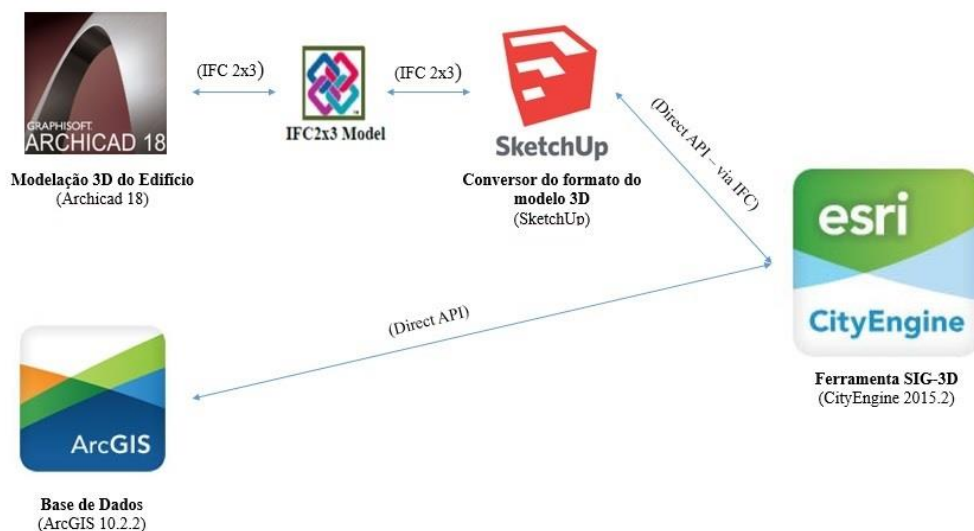 GRAPHISOFT.
ARCHICAD 18
(IFC 2x3)
IFC2x3 Model
(IFC 2x3)
SketchUp
Modelação 3D do Edifício
(Archicad 18)
Conversor do formato do
modelo 3D
(SketchUp)
(Direct API – via IFC)
esri
CityEngine
Ferramenta SIG-3D
(CityEngine 2015.2)
(Direct API)
ArcGIS
Base de Dados
(ArcGIS 10.2.2)